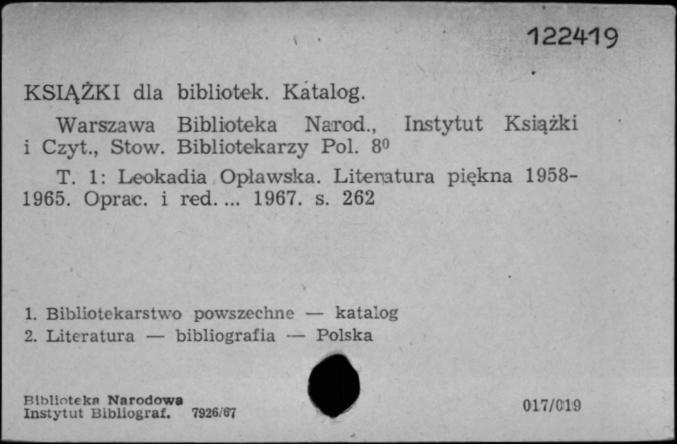 122419
KSIĄŻKI dla bibliotek. Katalog.
Warszawa Biblioteka Narod., Instytut Książki
i Czyt., Stow. Bibliotekarzy Pol. 8⁰
T. 1: Leokadia Opławska. Literatura piękna 1958-
1965. Oprac. i red. ... 1967. s. 262
1. Bibliotekarstwo powszechne — katalog
2. Literatura — bibliografia — Polska
Biblioteka Narodowa
Instytut Bibliograf. 7926/67
017/019